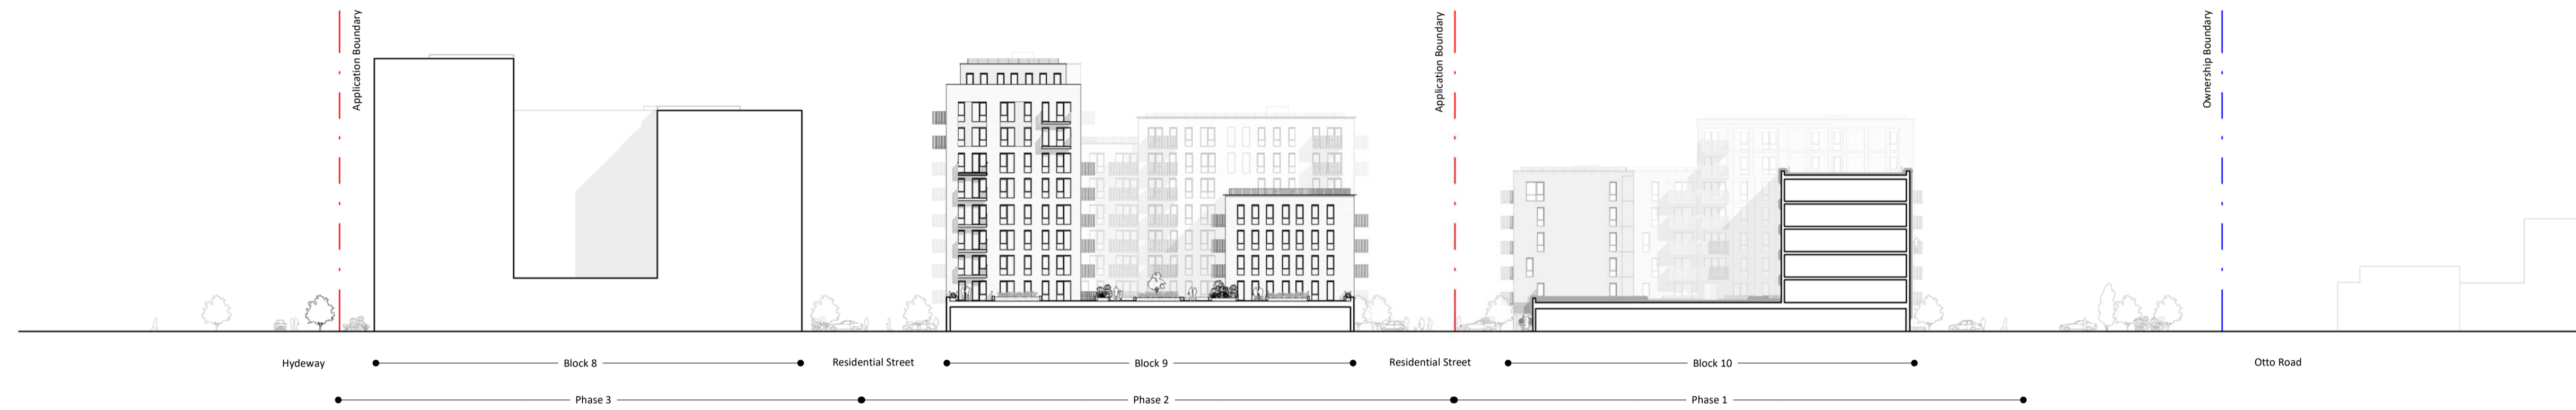 Application Boundary
Application Boundary
Ownership Boundary
Hydeway
Block 8
Residential Street
Block 9
Residential Street
Block 10
Otto Road
Phase 3
Phase 2
Phase 1